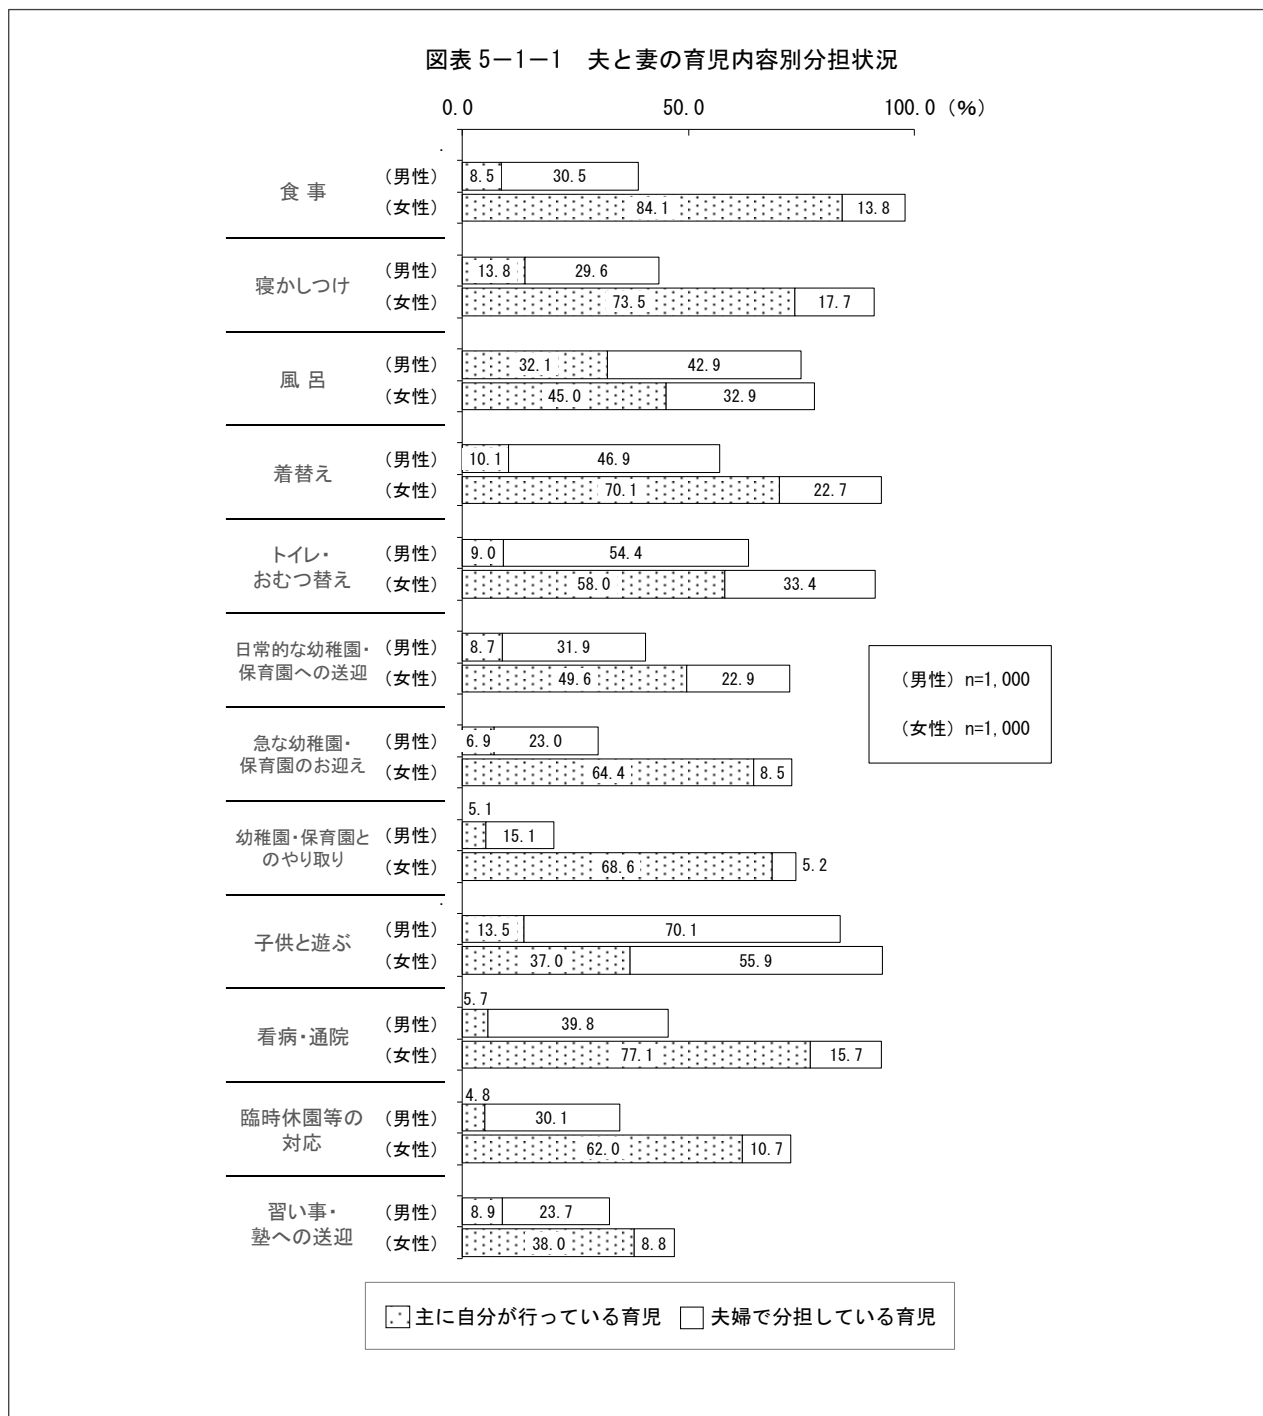 図表 5－1－1　夫と妻の育児内容別分担状況
0.0 50.0 100.0 (％)
食 事
(男性) 8.5 30.5
(女性) 84.1 13.8
寝かしつけ
(男性) 13.8 29.6
(女性) 73.5 17.7
風 呂
(男性) 32.1 42.9
(女性) 45.0 32.9
着替え
(男性) 10.1 46.9
(女性) 70.1 22.7
トイレ・
おむつ替え
(男性) 9.0 54.4
(女性) 58.0 33.4
日常的な幼稚園・
保育園への送迎
(男性) 8.7 31.9
(女性) 49.6 22.9
急な幼稚園・
保育園のお迎え
(男性) 6.9 23.0
(女性) 64.4 8.5
幼稚園・保育園と
のやり取り
(男性) 5.1 15.1
(女性) 68.6 5.2
子供と遊ぶ
(男性) 13.5 70.1
(女性) 37.0 55.9
看病・通院
(男性) 5.7 39.8
(女性) 77.1 15.7
臨時休園等の
対応
(男性) 4.8 30.1
(女性) 62.0 10.7
習い事・
塾への送迎
(男性) 8.9 23.7
(女性) 38.0 8.8
(男性) n=1,000
(女性) n=1,000
主に自分が行っている育児 夫婦で分担している育児